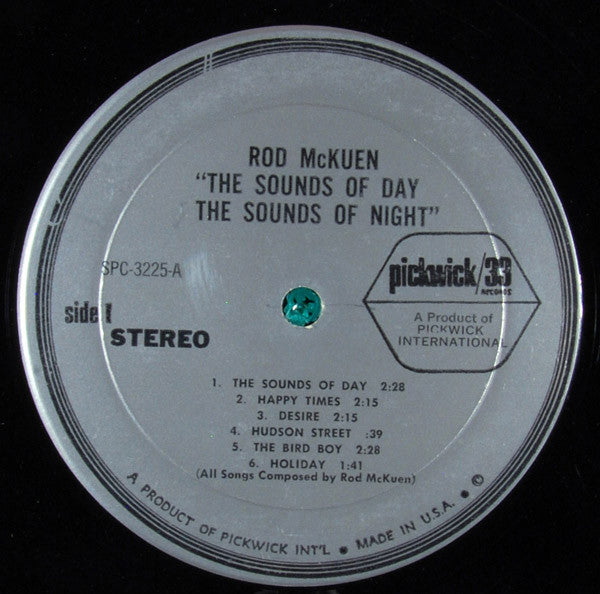 ROD McKUEN
"THE SOUNDS OF DAY
THE SOUNDS OF NIGHT"
SPC-3225-A
side 1
STEREO
pickwick/33
RECORDS
A Product of
PICKWICK
INTERNATIONAL
1. THE SOUNDS OF DAY 2:28
2. HAPPY TIMES 2:15
3. DESIRE 2:15
4. HUDSON STREET :39
5. THE BIRD BOY 2:28
6. HOLIDAY 1:41
(All Songs Composed by Rod McKuen)
A PRODUCT OF PICKWICK INT'L • MADE IN U.S.A. • ©